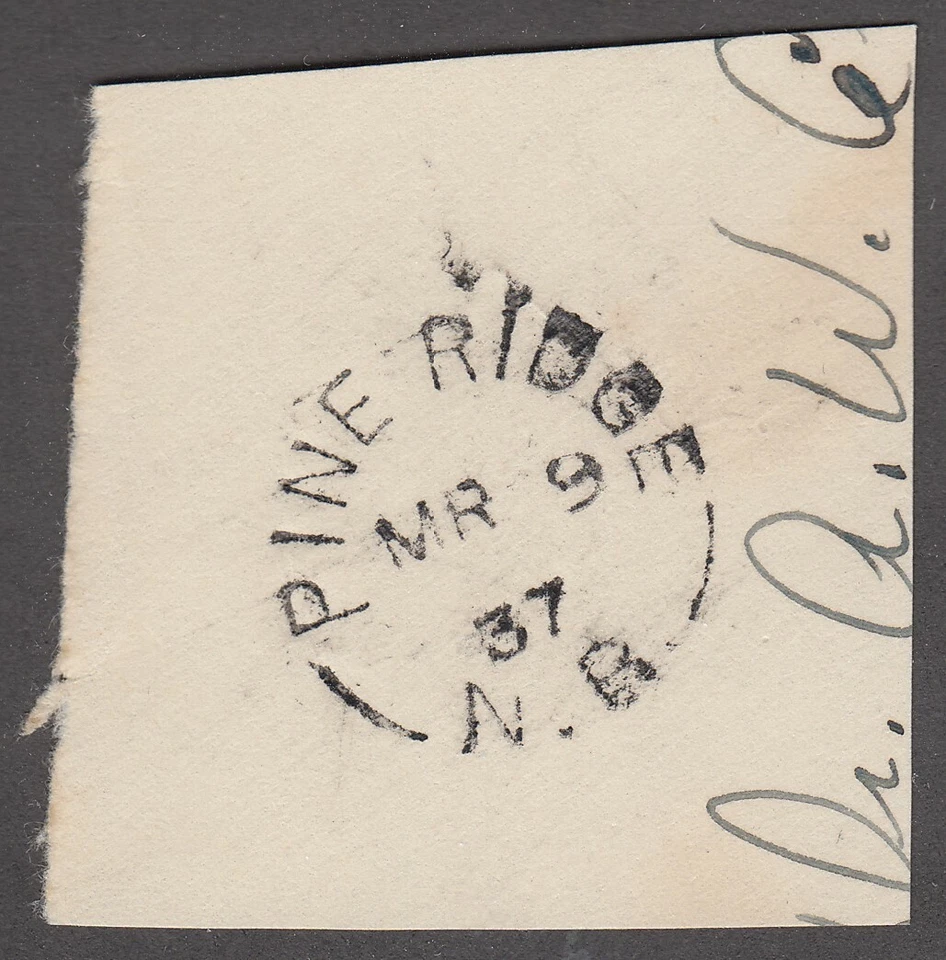 PINE RIDGE
MR 9
37
N.B
A. W.